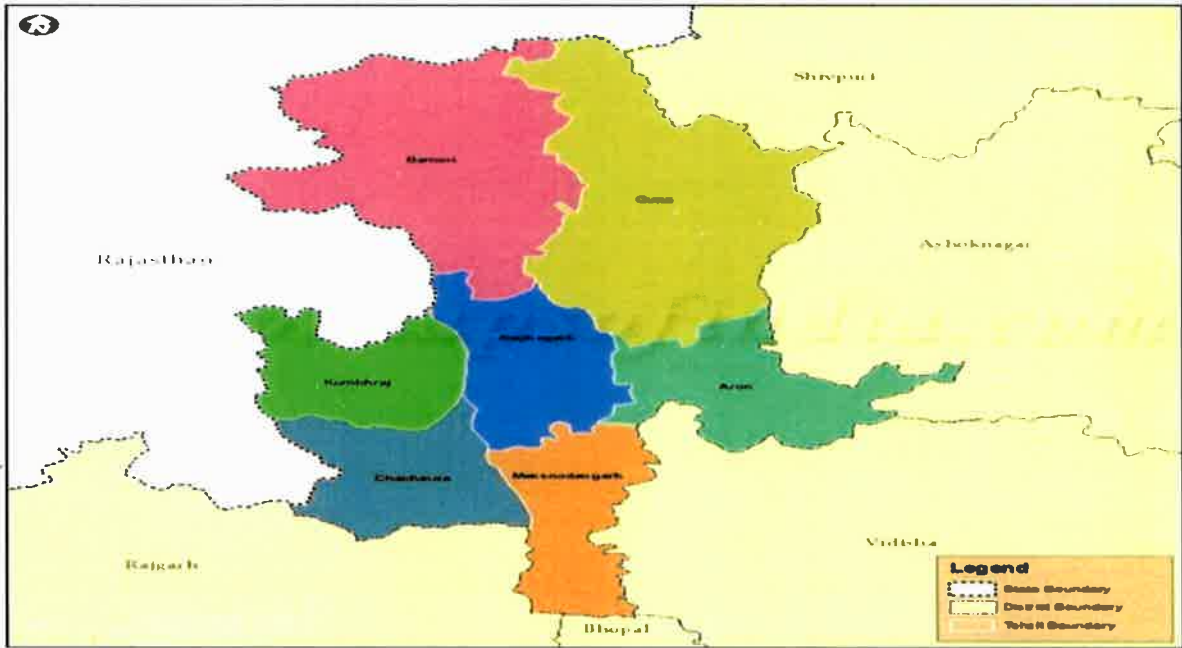 Shivpuri
Bamori
Guna
Ashoknagar
Rajasthan
Raghogarh
Kumbhraj
Aron
Chachaura
Maksudangarh
Vidisha
Rajgarh
Bhopal
Legend
State Boundary
District Boundary
Tehsil Boundary